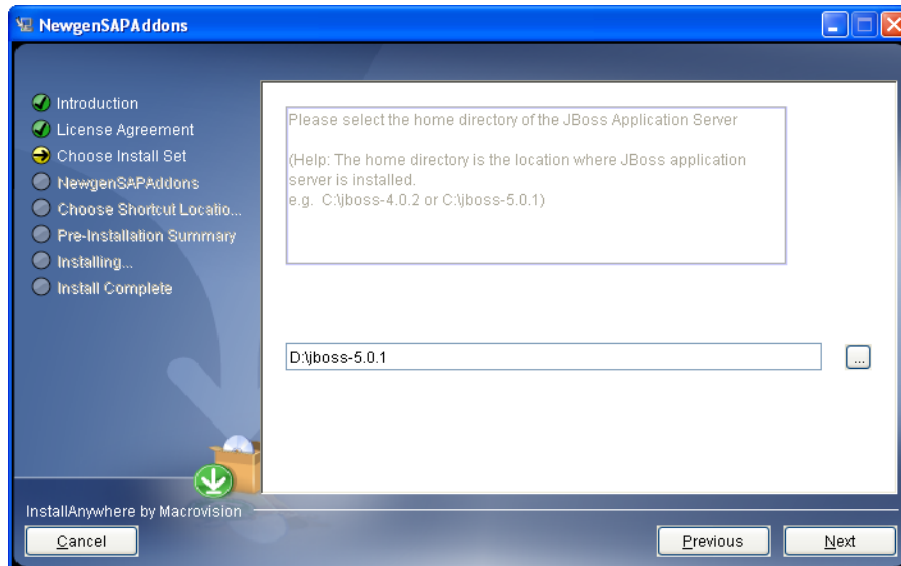 NewgenSAPAddons
Introduction
License Agreement
Choose Install Set
NewgenSAPAddons
Choose Shortcut Locatio...
Pre-Installation Summary
Installing...
Install Complete
Please select the home directory of the JBoss Application Server
(Help: The home directory is the location where JBoss application
server is installed.
e.g. C:\jboss-4.0.2 or C:\jboss-5.0.1)
D:\jboss-5.0.1
...
InstallAnywhere by Macrovision
Cancel
Previous
Next